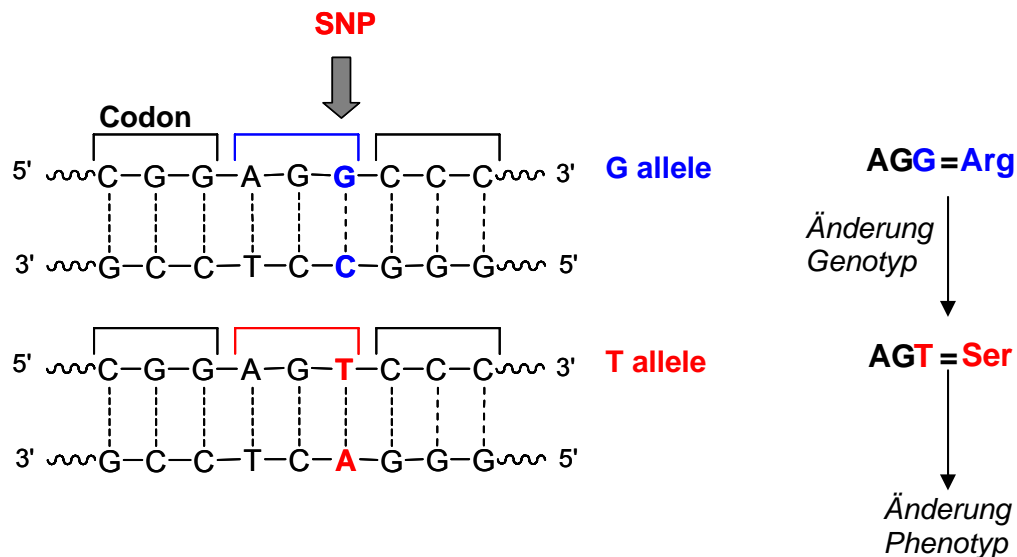 SNP
Codon
5' C G G A G G C C C 3' G allele
3' G C C T C C G G G 5'
5' C G G A G T C C C 3' T allele
3' G C C T C A G G G 5'
AGG=Arg
Änderung
Genotyp
AGT=Ser
Änderung
Phenotyp